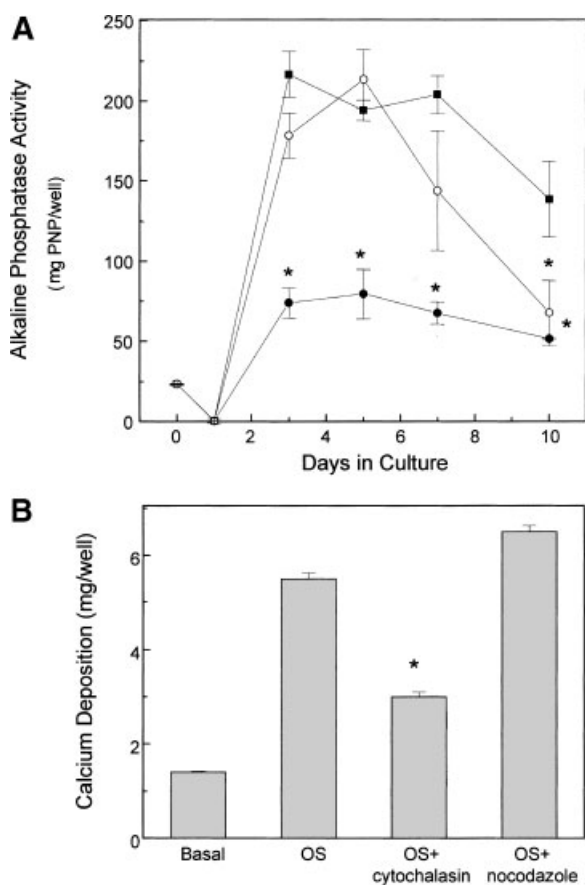 A
Alkaline Phosphatase Activity
(mg PNP/well)
250
200
150
100
50
0
*
*
*
*
*
0 2 4 6 8 10
Days in Culture
B
Calcium Deposition (mg/well)
6
4
2
0
*
Basal OS OS+ OS+
cytochalasin nocodazole